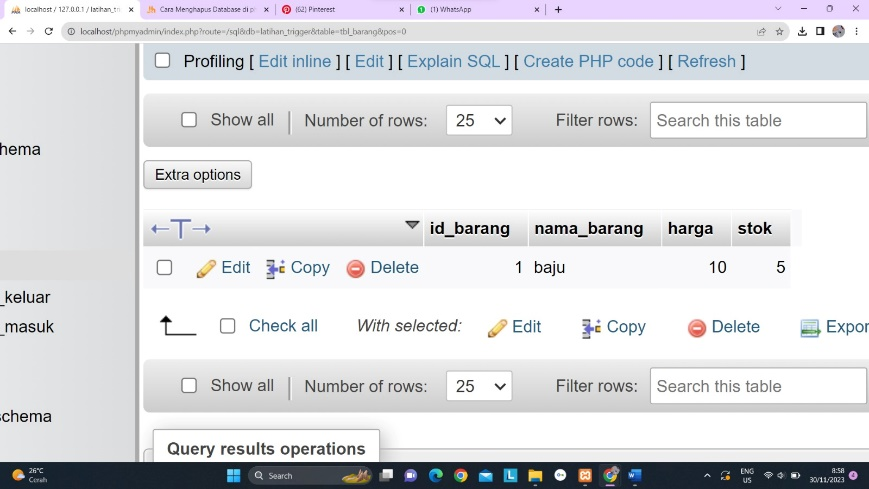 localhost / 127.0.0.1 / latihan_tri
Cara Menghapus Database di p
(62) Pinterest
(1) WhatsApp
localhost/phpmyadmin/index.php?route=/sql&db=latihan_trigger&table=tbl_barang&pos=0
Profiling [ Edit inline ] [ Edit ] [ Explain SQL ] [ Create PHP code ] [ Refresh ]
Show all Number of rows: 25 Filter rows: Search this table
hema
Extra options
id_barang nama_barang harga stok
Edit Copy Delete 1 baju 10 5
_keluar
_masuk
Check all With selected: Edit Copy Delete Expor
Show all Number of rows: 25 Filter rows: Search this table
schema
Query results operations
26°C
Cerah
Search
ENG
US
8:58
30/11/2023
4